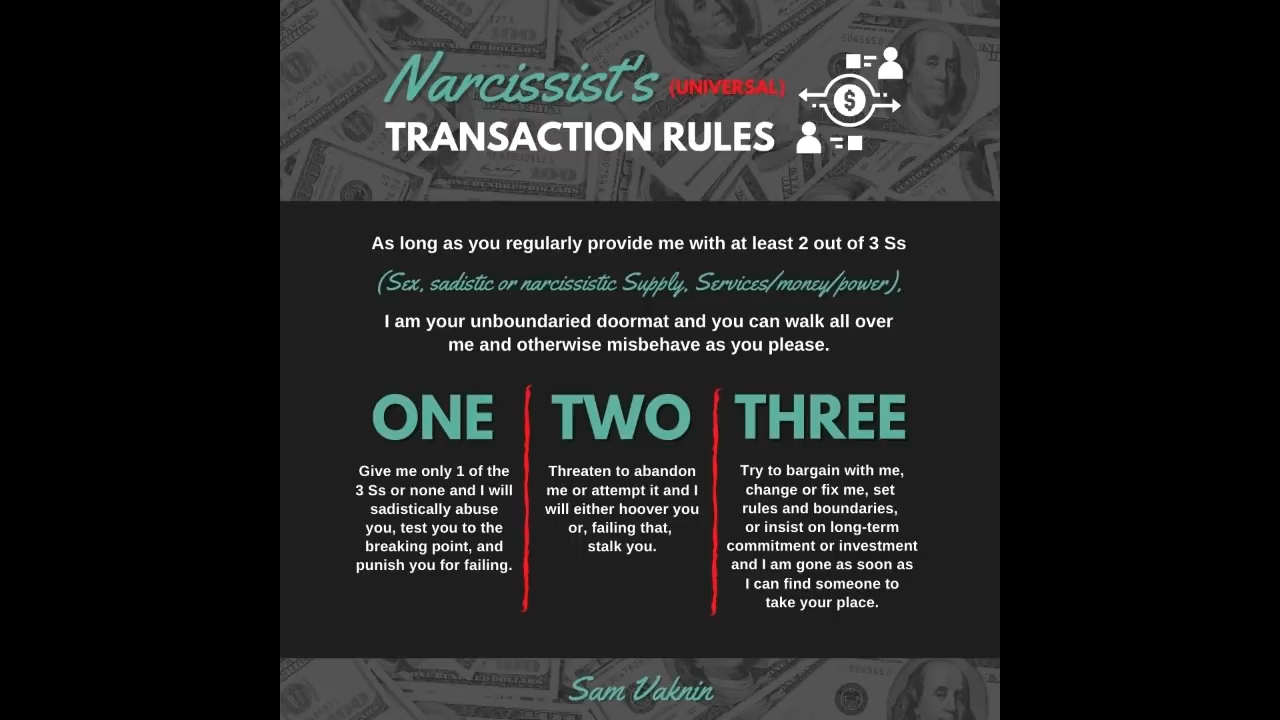 Narcissist's (UNIVERSAL)
TRANSACTION RULES
As long as you regularly provide me with at least 2 out of 3 Ss
(Sex, sadistic or narcissistic Supply, Services/money/power),
I am your unboundaried doormat and you can walk all over
me and otherwise misbehave as you please.
ONE
Give me only 1 of the
3 Ss or none and I will
sadistically abuse
you, test you to the
breaking point, and
punish you for failing.
TWO
Threaten to abandon
me or attempt it and I
will either hoover you
or, failing that,
stalk you.
THREE
Try to bargain with me,
change or fix me, set
rules and boundaries,
or insist on long-term
commitment or investment
and I am gone as soon as
I can find someone to
take your place.
Sam Vaknin